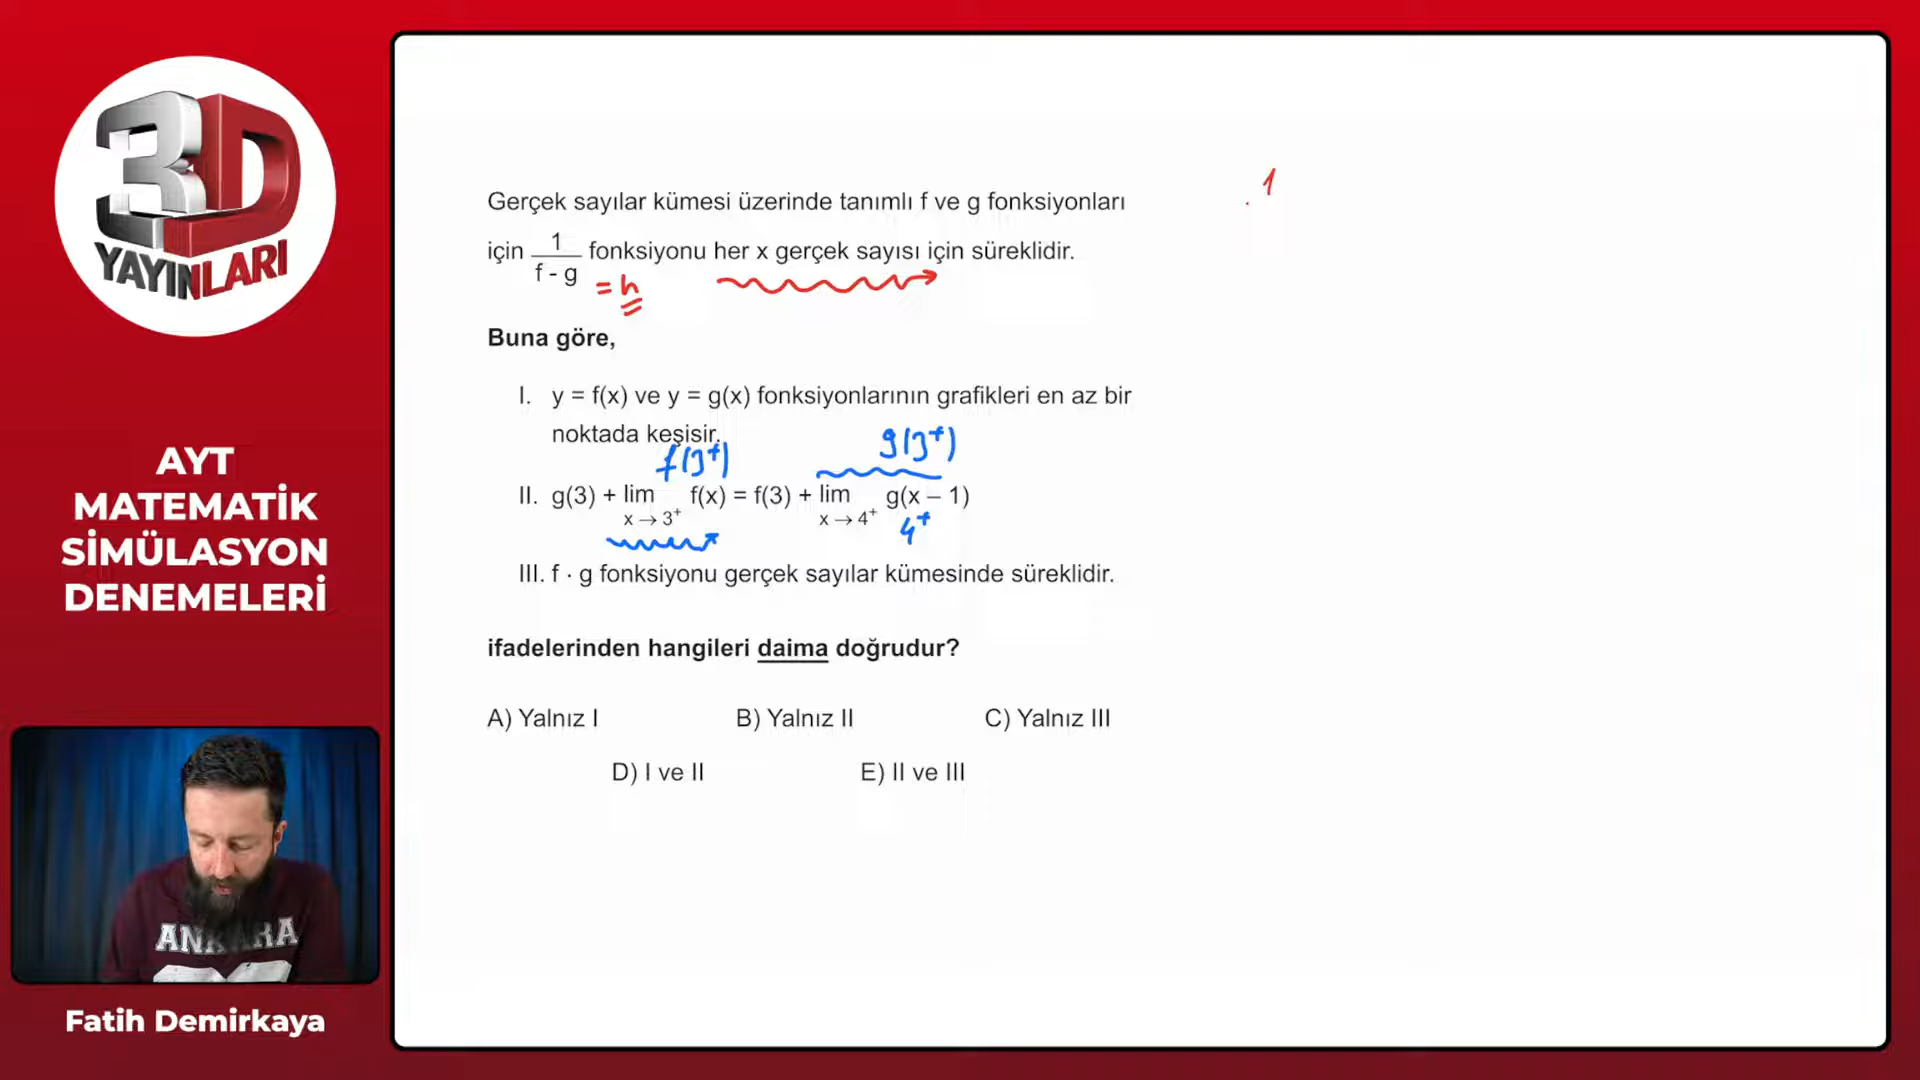 3D
YAYINLARI
AYT
MATEMATİK
SİMÜLASYON
DENEMELERİ
ANKARA
Fatih Demirkaya
1
Gerçek sayılar kümesi üzerinde tanımlı f ve g fonksiyonları
için 1 / f - g fonksiyonu her x gerçek sayısı için süreklidir.
= h
Buna göre,
I. y = f(x) ve y = g(x) fonksiyonlarının grafikleri en az bir
noktada keşisir.
f(3⁺) g(3⁺)
II. g(3) + lim x → 3⁺ f(x) = f(3) + lim x → 4⁺ g(x – 1)
4⁺
III. f · g fonksiyonu gerçek sayılar kümesinde süreklidir.
ifadelerinden hangileri daima doğrudur?
A) Yalnız I B) Yalnız II C) Yalnız III
D) I ve II E) II ve III